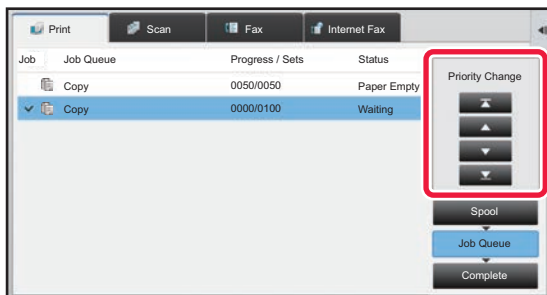 Print Scan Fax Internet Fax
Job Job Queue Progress / Sets Status
Copy 0050/0050 Paper Empty
Copy 0000/0100 Waiting
Priority Change
Spool
Job Queue
Complete